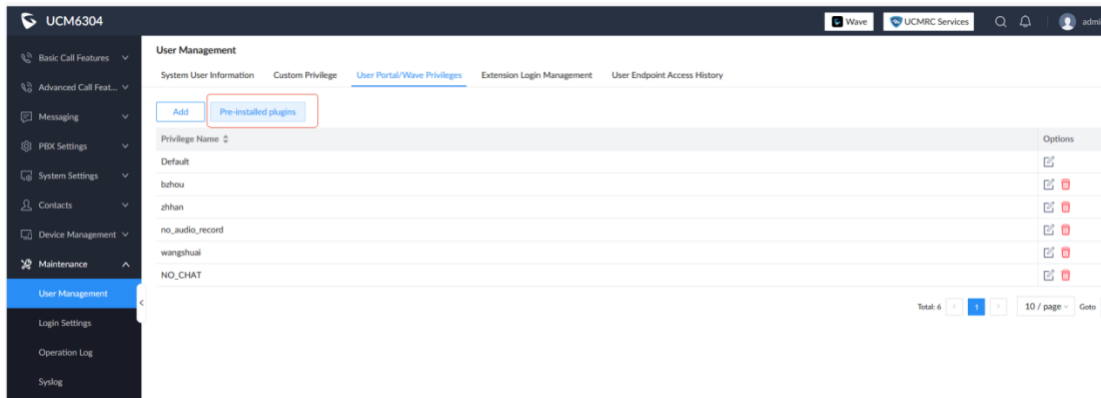 UCM6304
Wave
UCMRC Services
admi
Basic Call Features
Advanced Call Feat...
Messaging
PBX Settings
System Settings
Contacts
Device Management
Maintenance
User Management
Login Settings
Operation Log
Syslog
User Management
System User Information Custom Privilege User Portal/Wave Privileges Extension Login Management User Endpoint Access History
Add Pre-installed plugins
Privilege Name Options
Default
bzhou
zhhan
no_audio_record
wangshuai
NO_CHAT
Total: 6 < 1 > 10 / page Goto